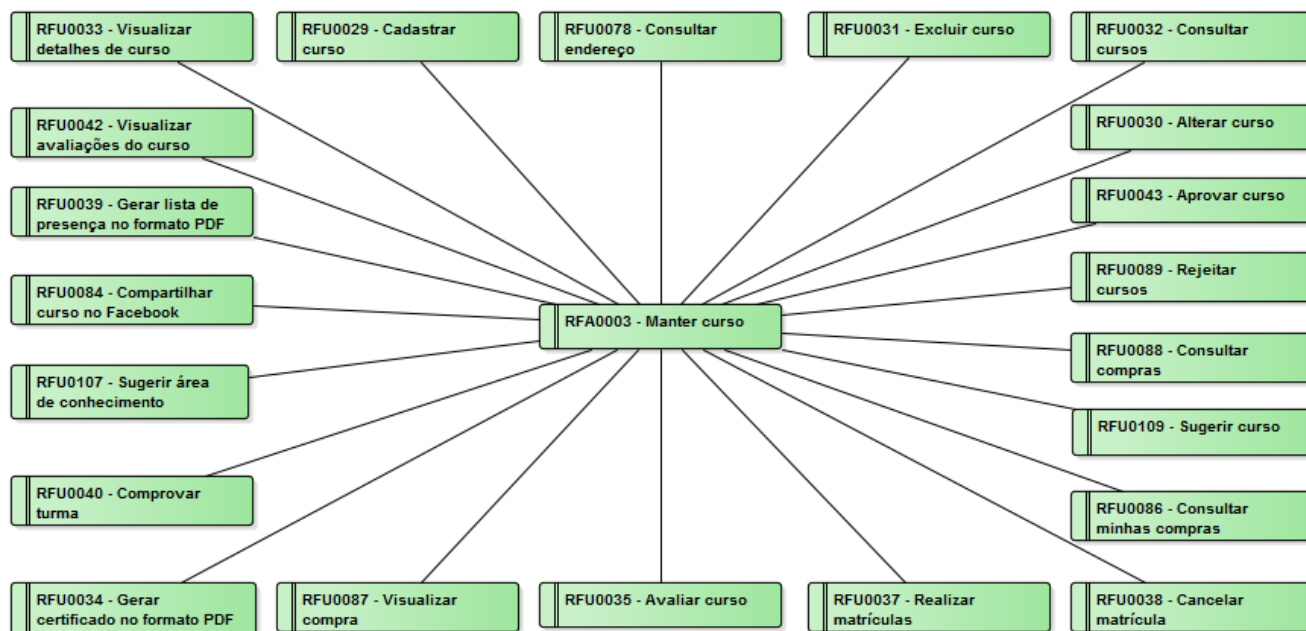 RFU0033 - Visualizar
detalhes de curso
RFU0029 - Cadastrar
curso
RFU0078 - Consultar
endereço
RFU0031 - Excluir curso
RFU0032 - Consultar
cursos
RFU0042 - Visualizar
avaliações do curso
RFU0030 - Alterar curso
RFU0039 - Gerar lista de
presença no formato PDF
RFU0043 - Aprovar curso
RFU0084 - Compartilhar
curso no Facebook
RFU0089 - Rejeitar
cursos
RFA0003 - Manter curso
RFU0107 - Sugerir área
de conhecimento
RFU0088 - Consultar
compras
RFU0109 - Sugerir curso
RFU0040 - Comprovar
turma
RFU0086 - Consultar
minhas compras
RFU0034 - Gerar
certificado no formato PDF
RFU0087 - Visualizar
compra
RFU0035 - Avaliar curso
RFU0037 - Realizar
matrículas
RFU0038 - Cancelar
matrícula